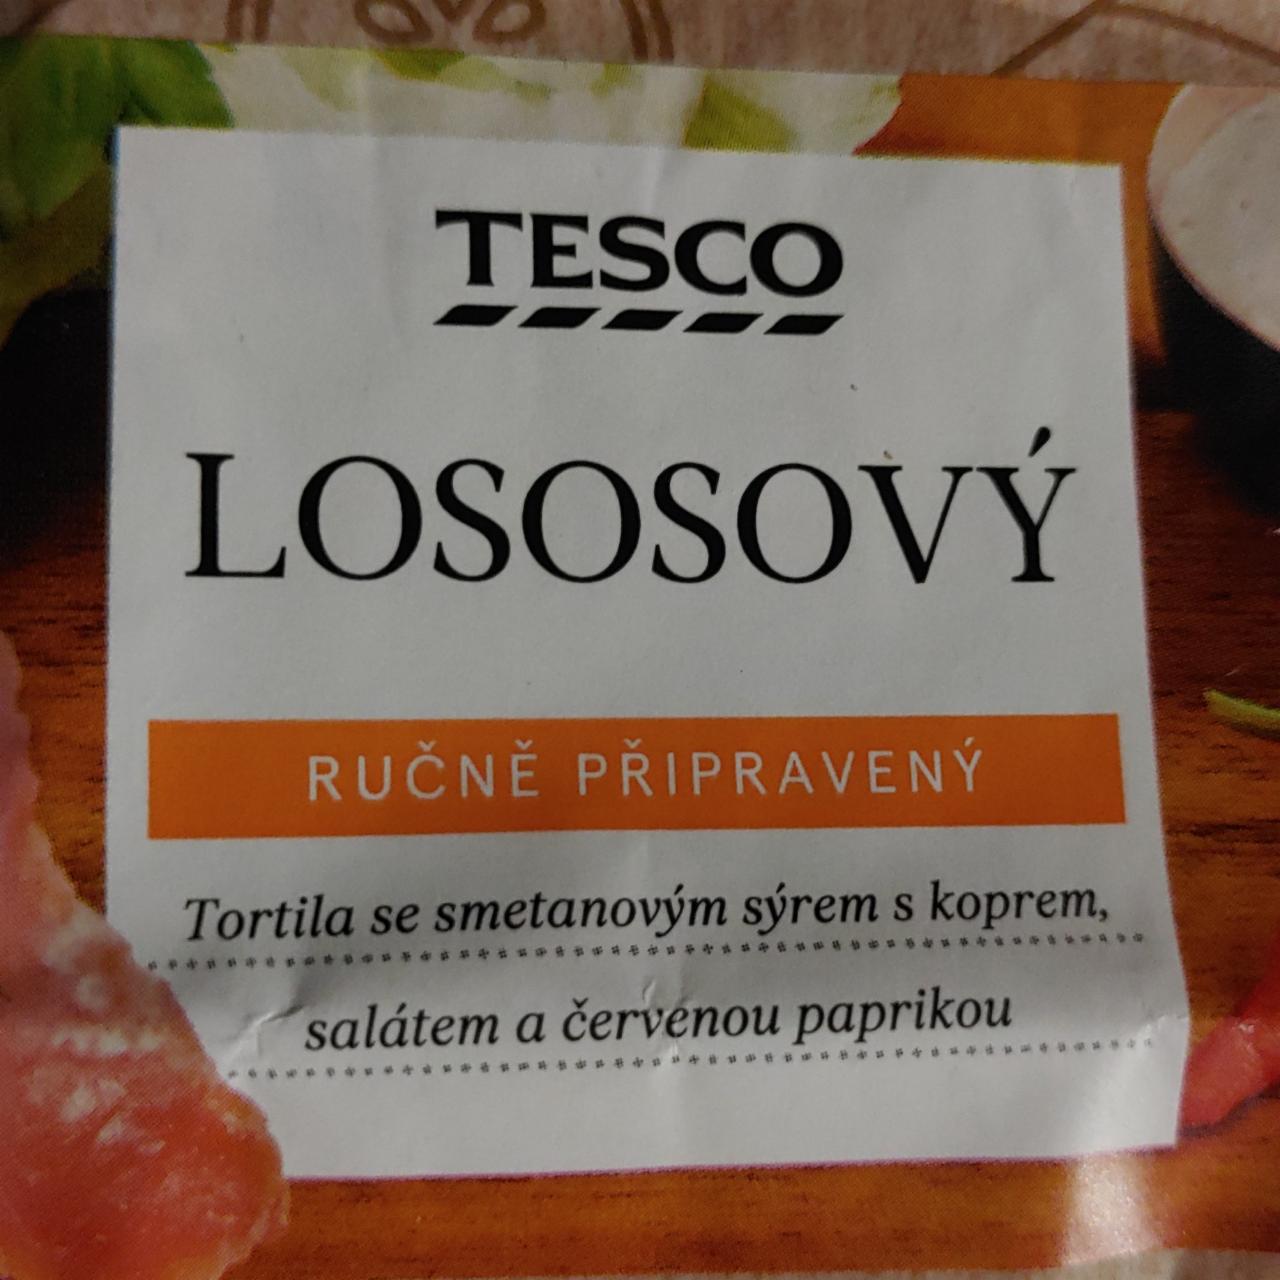 TESCO
LOSOSOVÝ
RUČNĚ PŘIPRAVENÝ
Tortila se smetanovým sýrem s koprem,
salátem a červenou paprikou